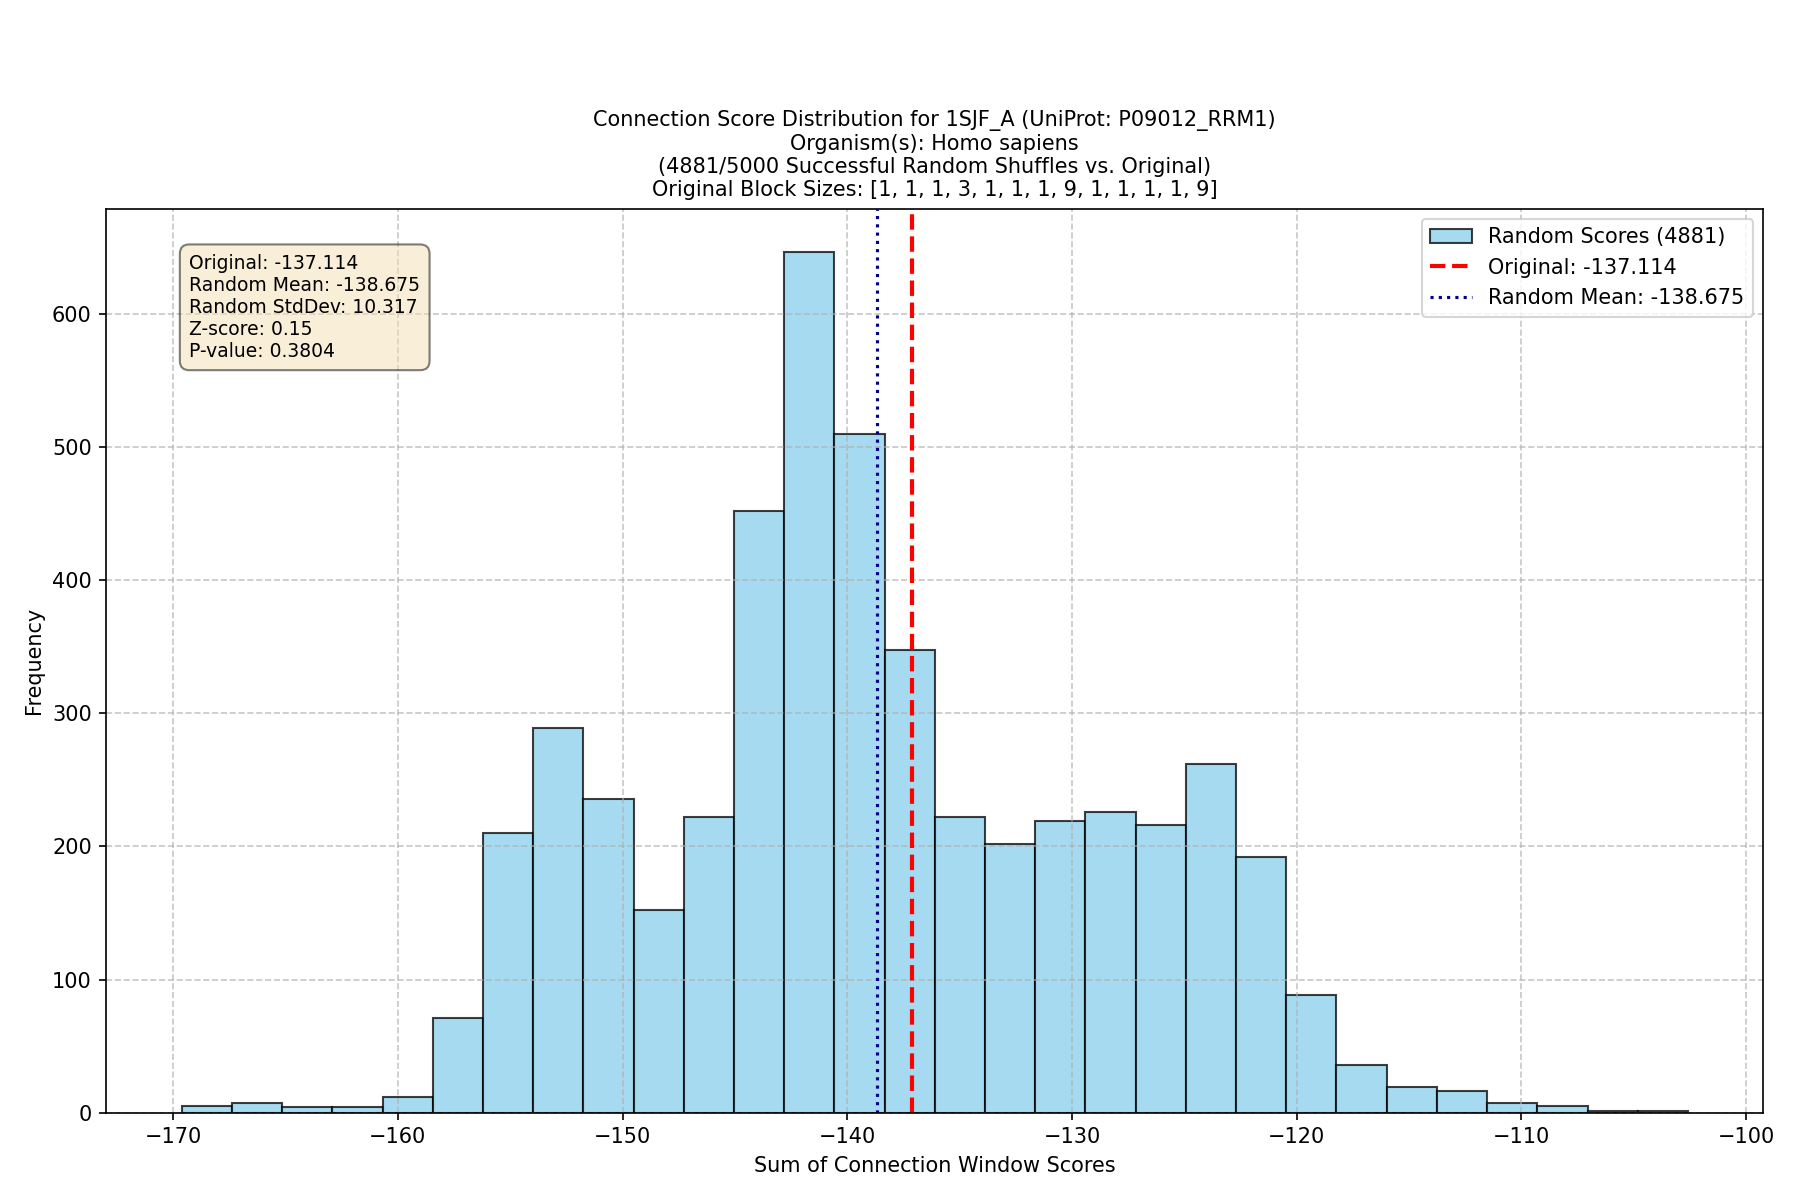 Connection Score Distribution for 1SJF_A (UniProt: P09012_RRM1)
Organism(s): Homo sapiens
(4881/5000 Successful Random Shuffles vs. Original)
Original Block Sizes: [1, 1, 1, 3, 1, 1, 1, 9, 1, 1, 1, 1, 9]
Original: -137.114
Random Mean: -138.675
Random StdDev: 10.317
Z-score: 0.15
P-value: 0.3804
Random Scores (4881)
Original: -137.114
Random Mean: -138.675
Frequency
600
500
400
300
200
100
0
−170
−160
−150
−140
−130
−120
−110
−100
Sum of Connection Window Scores